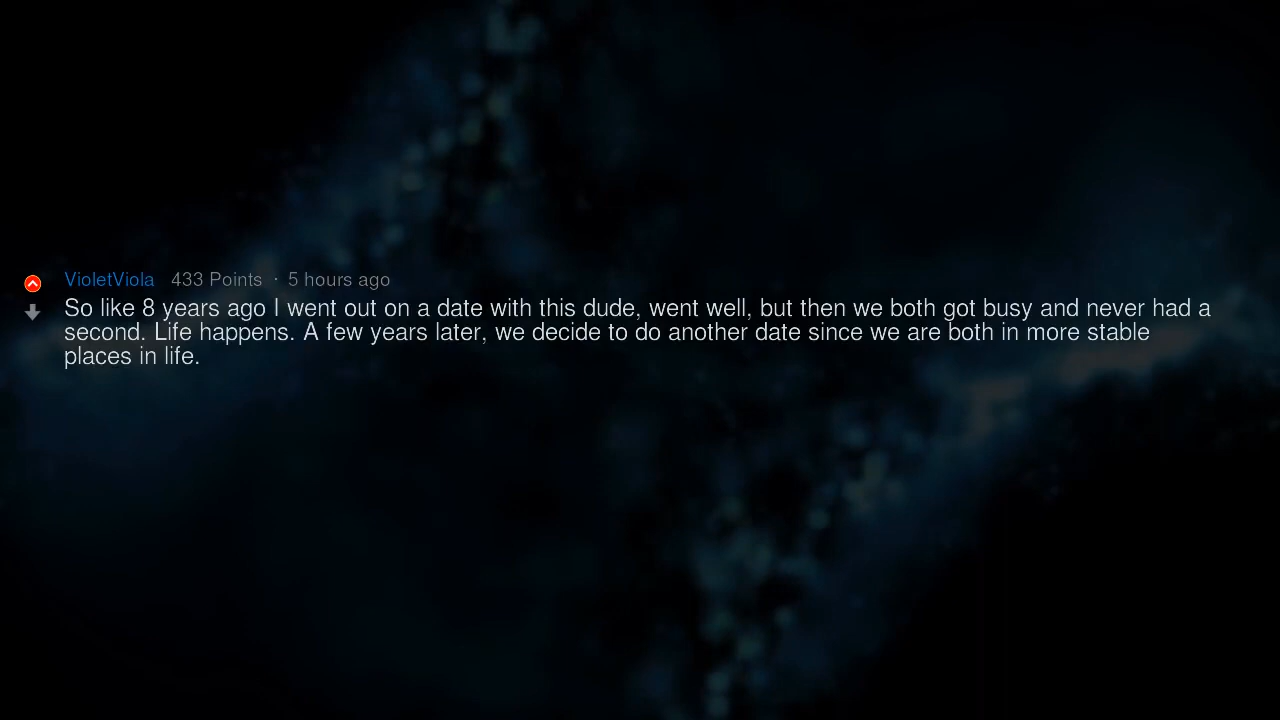 VioletViola 433 Points · 5 hours ago
So like 8 years ago I went out on a date with this dude, went well, but then we both got busy and never had a
second. Life happens. A few years later, we decide to do another date since we are both in more stable
places in life.